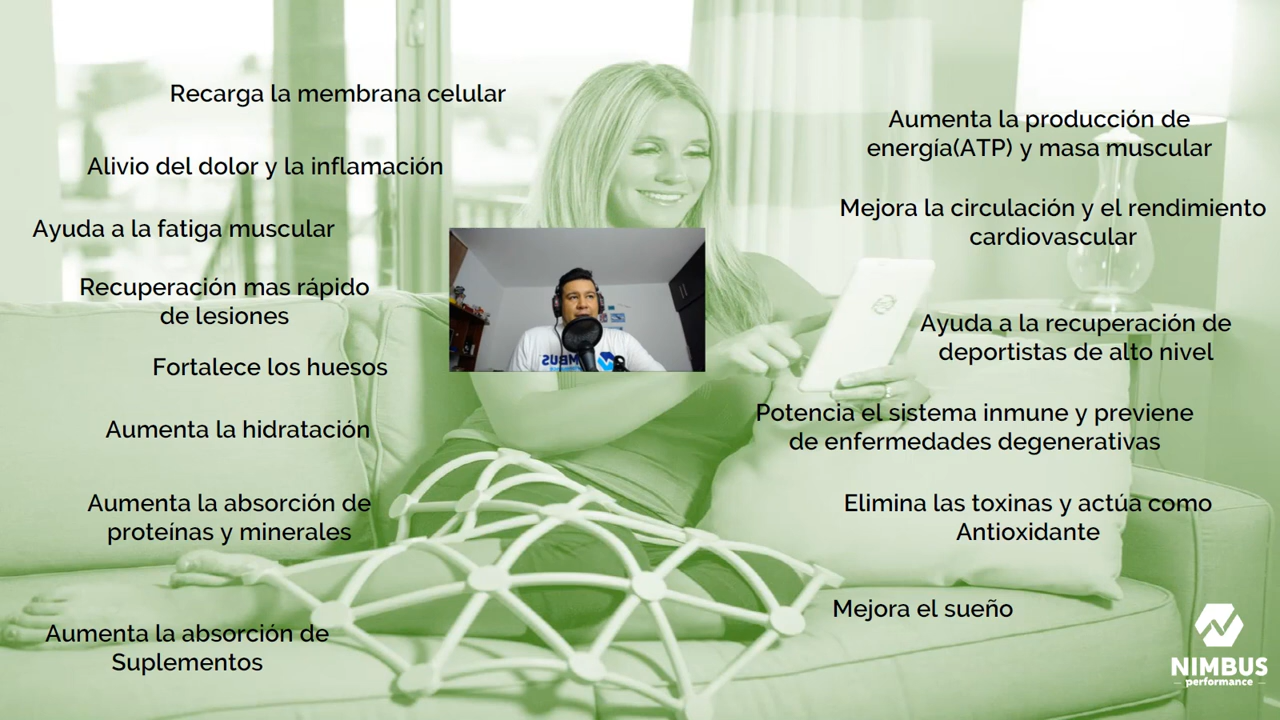 Recarga la membrana celular
Alivio del dolor y la inflamación
Ayuda a la fatiga muscular
Recuperación mas rápido
de lesiones
Fortalece los huesos
Aumenta la hidratación
Aumenta la absorción de
proteínas y minerales
Aumenta la absorción de
Suplementos
Aumenta la producción de
energía(ATP) y masa muscular
Mejora la circulación y el rendimiento
cardiovascular
Ayuda a la recuperación de
deportistas de alto nivel
Potencia el sistema inmune y previene
de enfermedades degenerativas
Elimina las toxinas y actúa como
Antioxidante
Mejora el sueño
NIMBUS
performance
NIMBUS